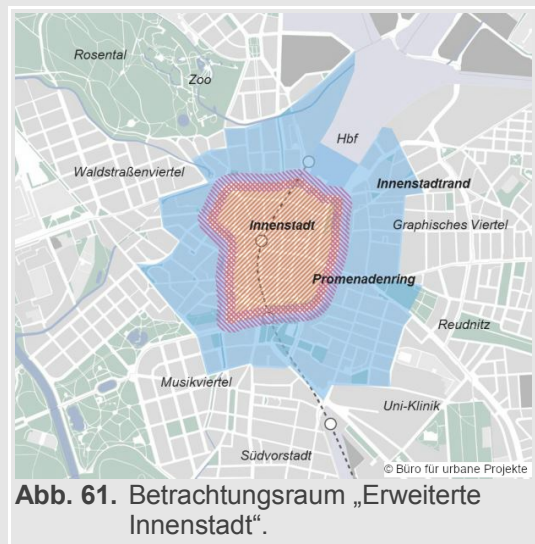 Rosental
Zoo
Hbf
Waldstraßenviertel
Innenstadtrand
Innenstadt
Graphisches Viertel
Promenadenring
Reudnitz
Musikviertel
Uni-Klinik
Südvorstadt
© Büro für urbane Projekte
Abb. 61. Betrachtungsraum „Erweiterte
Innenstadt“.